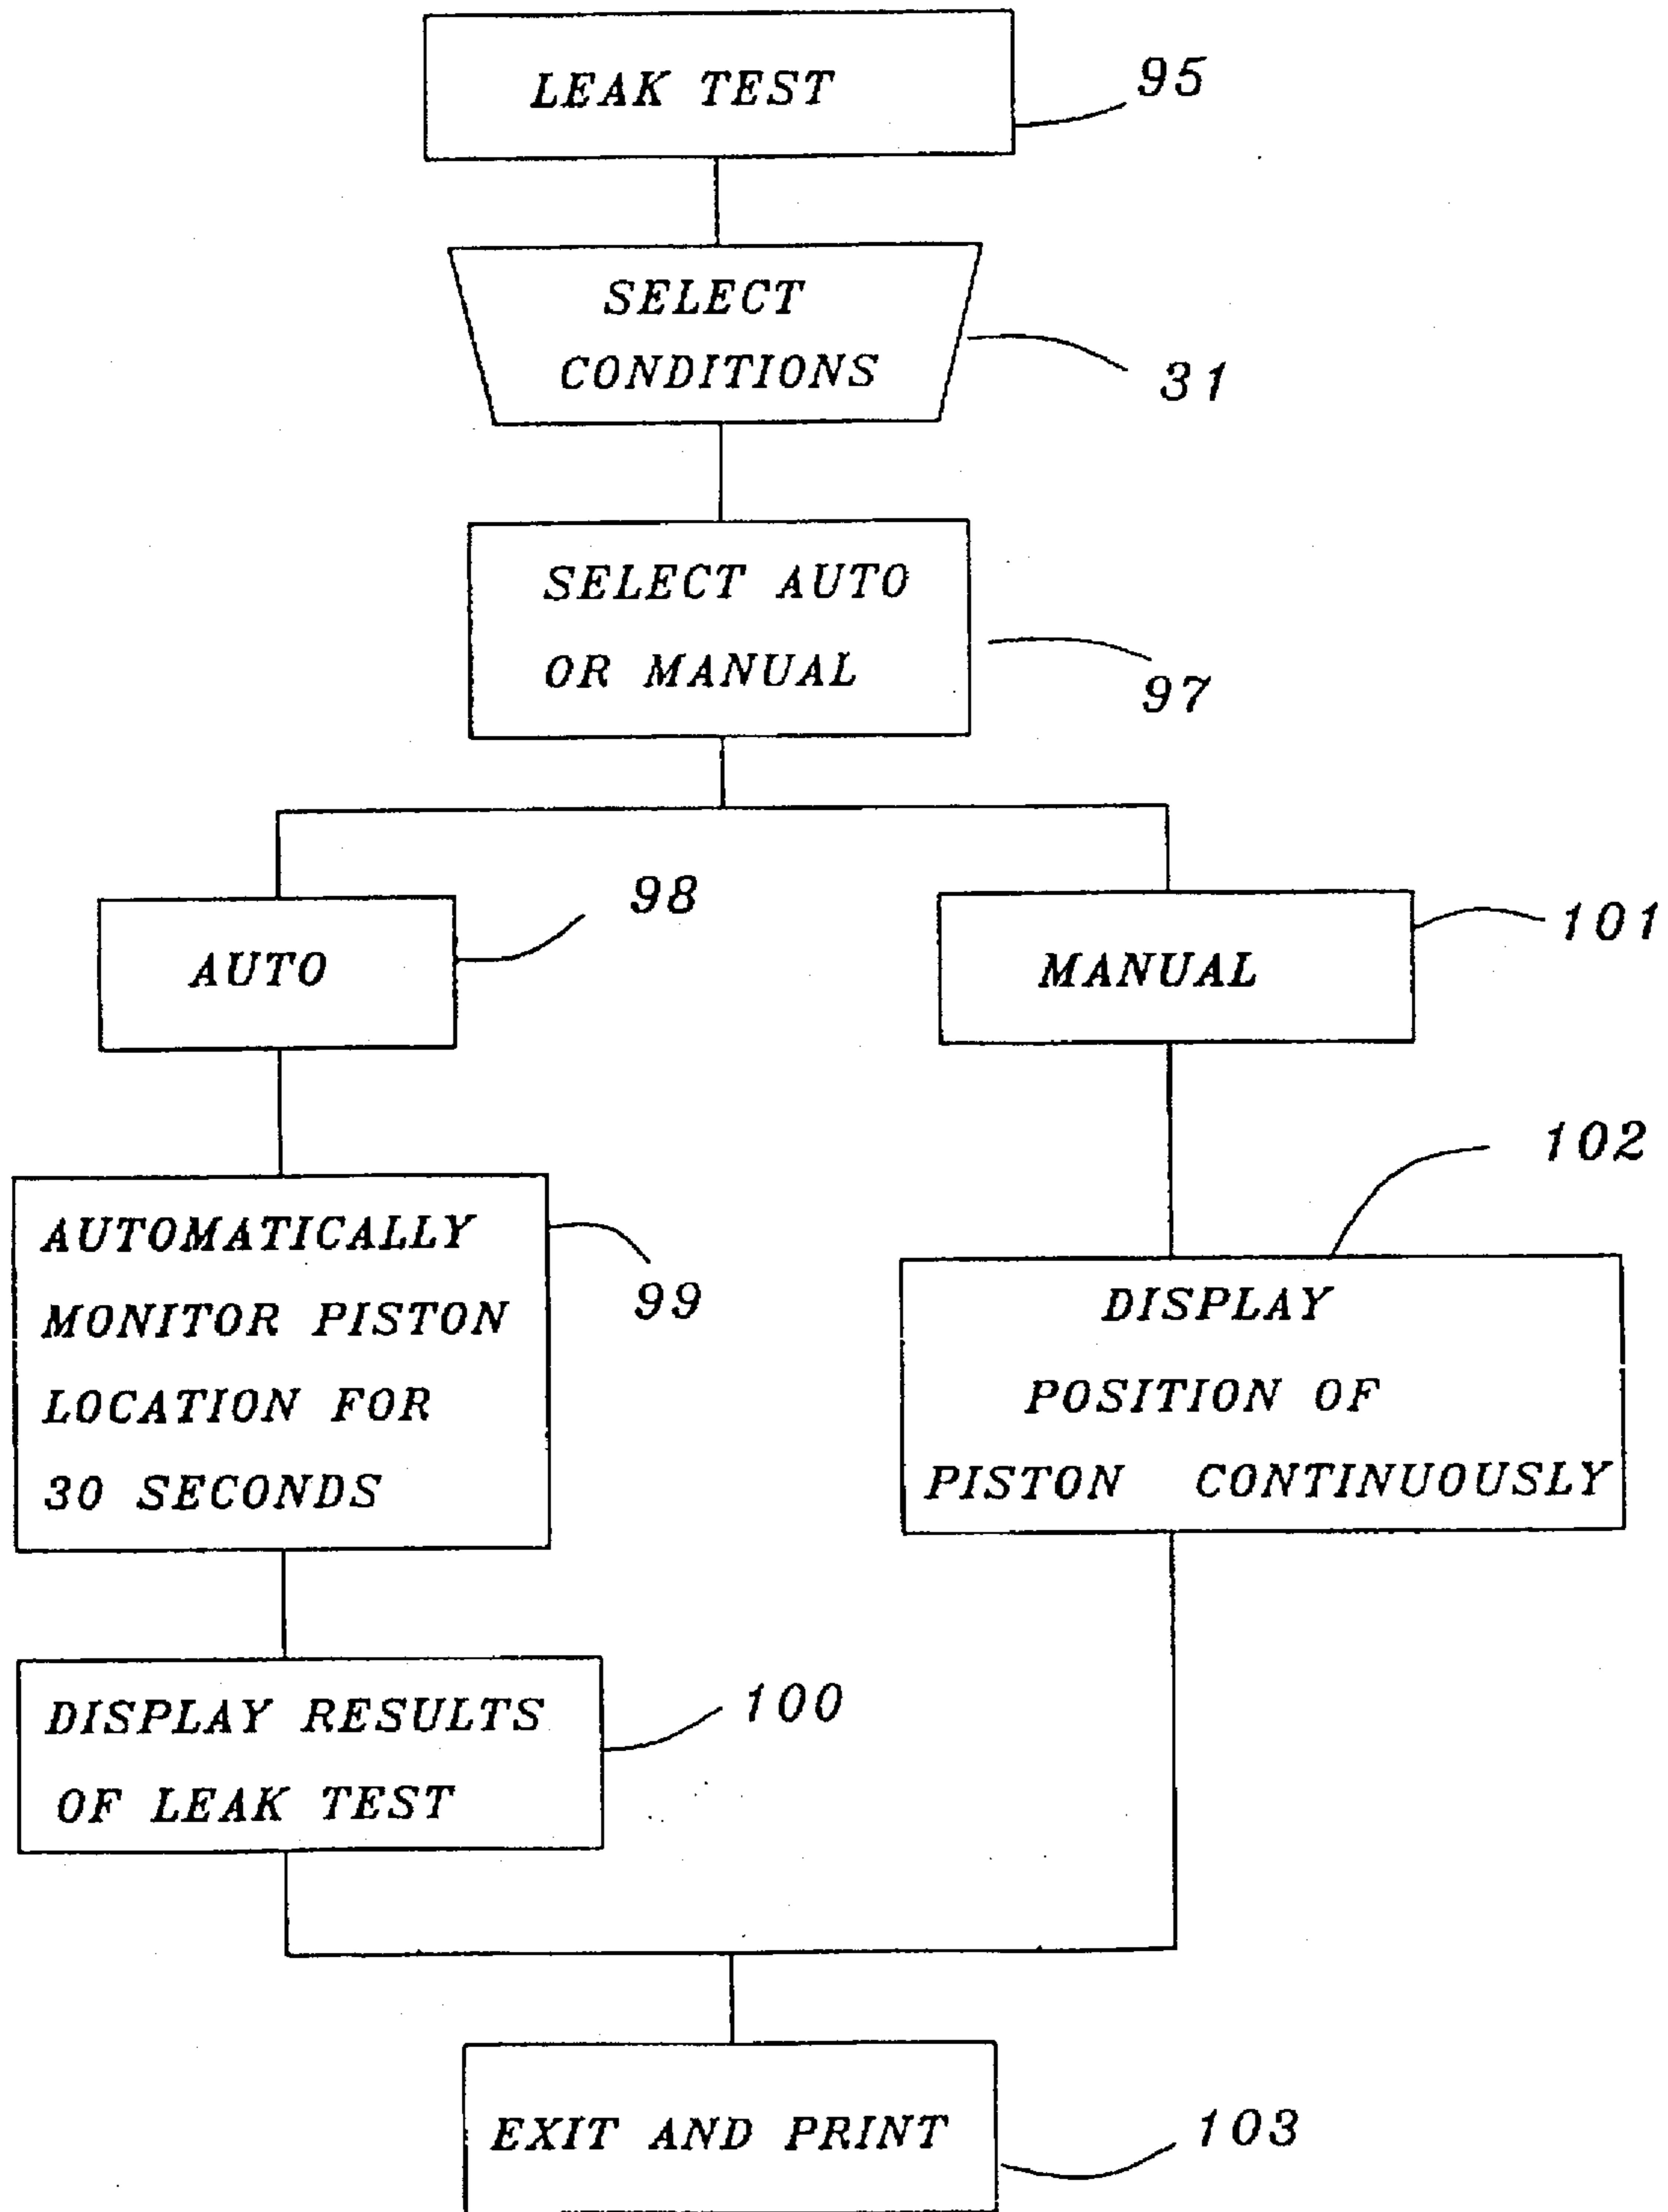 LEAK TEST
95
SELECT
CONDITIONS
31
SELECT AUTO
OR MANUAL
97
AUTO
98
MANUAL
101
AUTOMATICALLY
MONITOR PISTON
LOCATION FOR
30 SECONDS
99
DISPLAY
POSITION OF
PISTON CONTINUOUSLY
102
DISPLAY RESULTS
OF LEAK TEST
100
EXIT AND PRINT
103